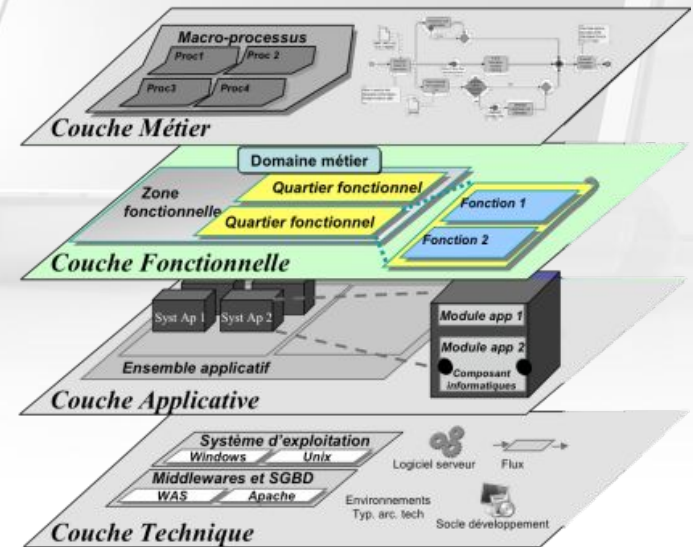 Macro-processus
Proc1
Proc 2
Proc3
Proc4
Couche Métier
Domaine métier
Zone
fonctionnelle
Quartier fonctionnel
Quartier fonctionnel
Fonction 1
Fonction 2
Couche Fonctionnelle
Syst Ap 1
Syst Ap 2
Ensemble applicatif
Module app 1
Module app 2
Composant
informatiques
Couche Applicative
Système d'exploitation
Windows
Unix
Middlewares et SGBD
WAS
Apache
Logiciel serveur
Flux
Environnements
Typ. arc. tech
Socle développement
Couche Technique